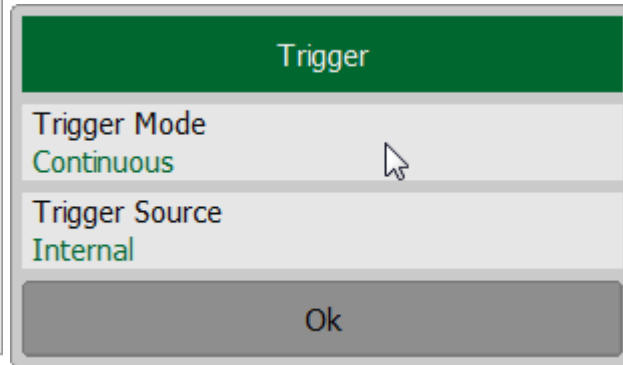 Trigger
Trigger Mode
Continuous
Trigger Source
Internal
Ok